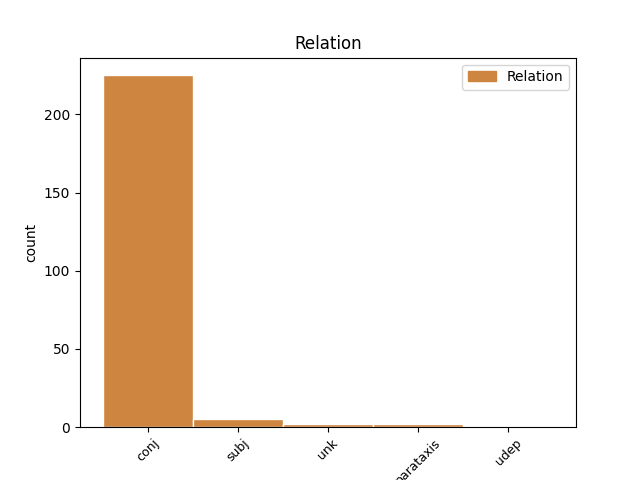 Relation
Relation
count
200
150
100
50
0
conj
subj
unk
parataxis
udep